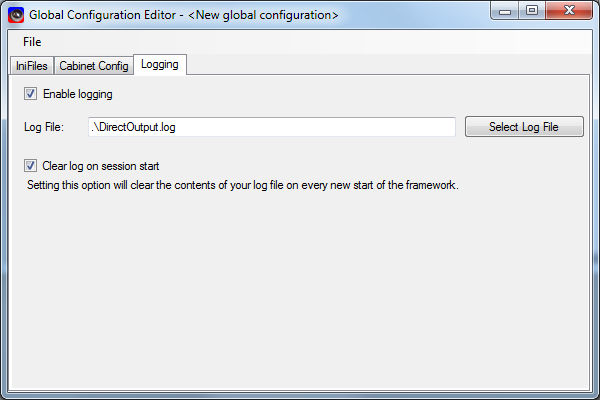 Global Configuration Editor - <New global configuration>
File
IniFiles Cabinet Config Logging
Enable logging
Log File: .\DirectOutput.log Select Log File
Clear log on session start
Setting this option will clear the contents of your log file on every new start of the framework.